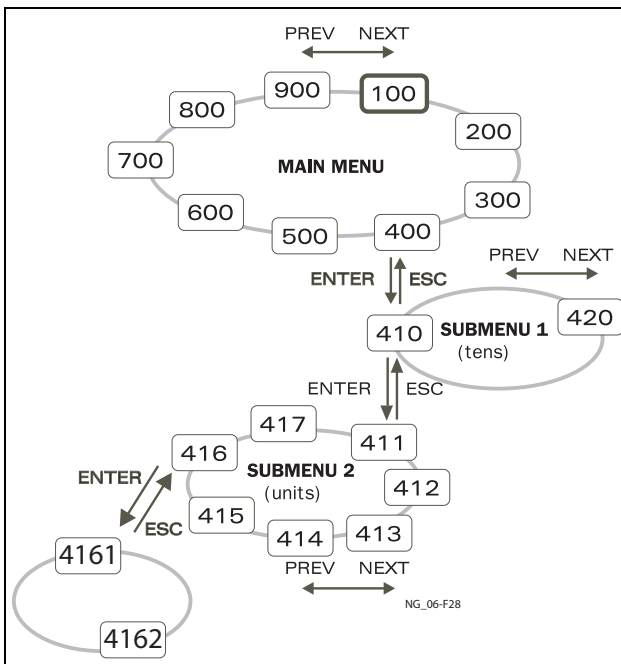 PREV NEXT
900 100
800 200
700 MAIN MENU
600 500 400 300
ENTER ESC
PREV NEXT
410 SUBMENU 1 420
(tens)
ENTER ESC
417
416 411
ENTER SUBMENU 2
(units) 412
ESC 415 414 413
PREV NEXT
4161
NG_06-F28
4162